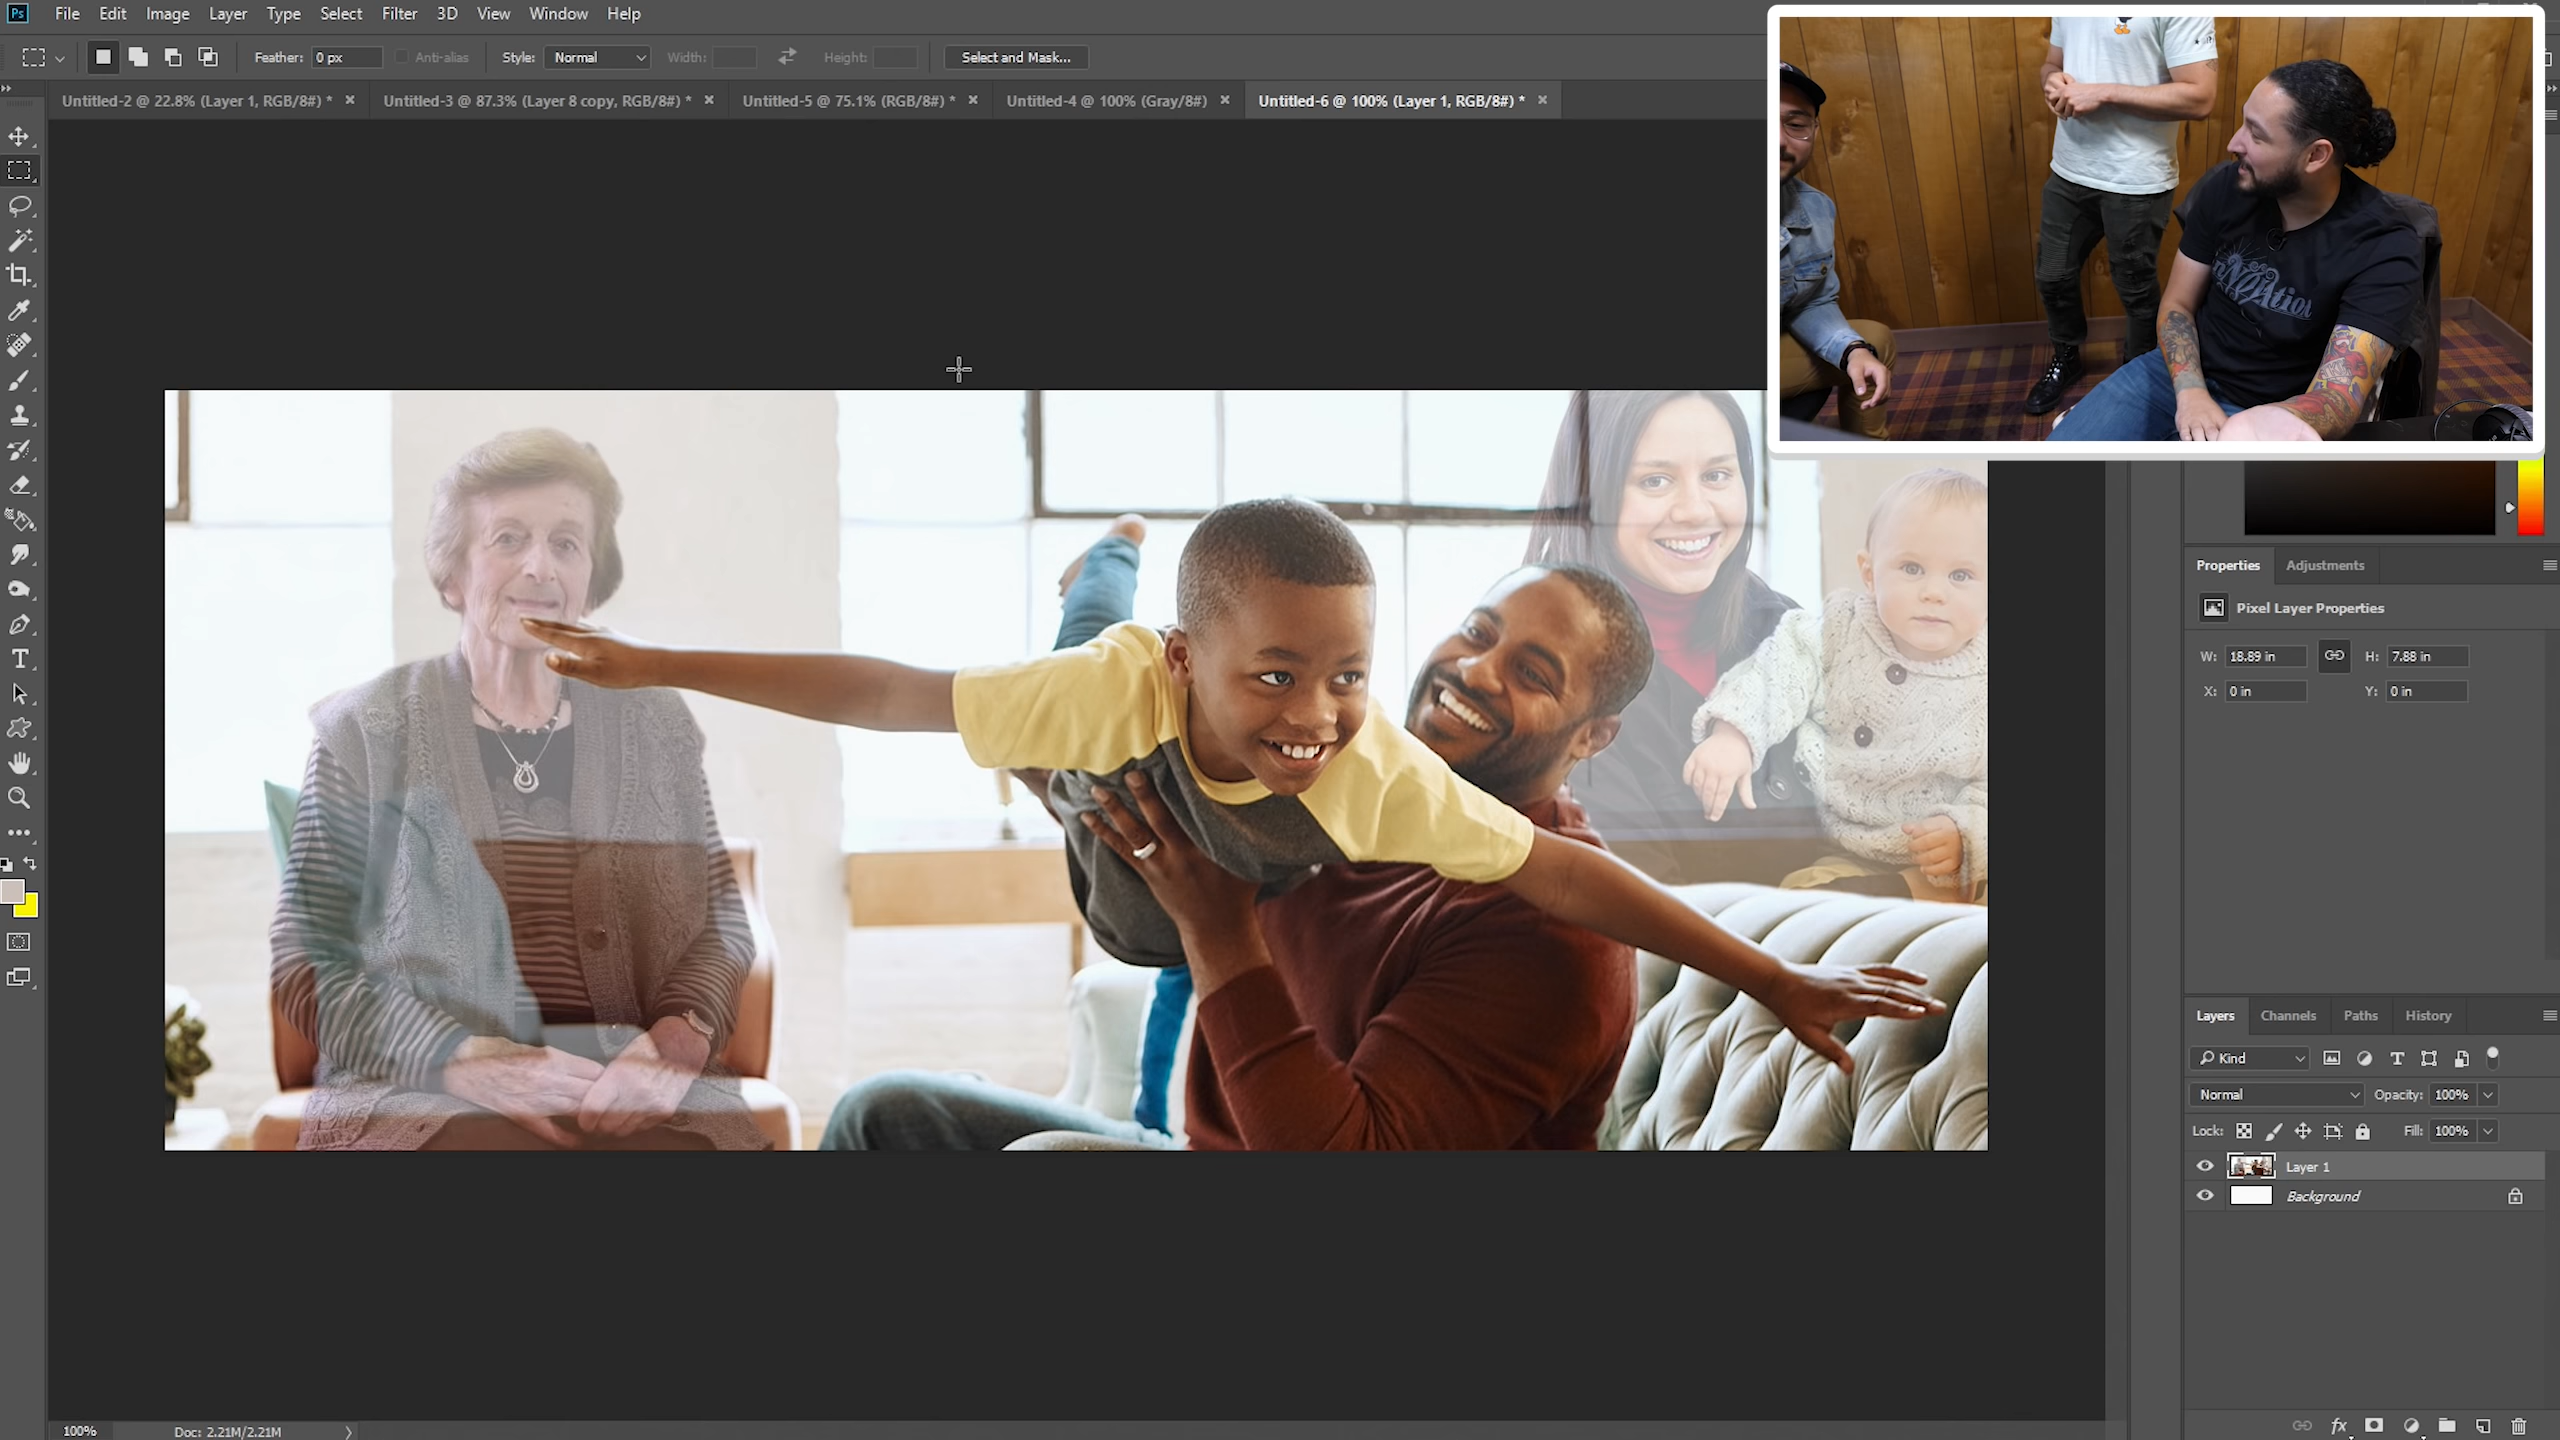 Ps File Edit Image Layer Type Select Filter 3D View Window Help
Feather: 0 px Anti-alias Style: Normal Width: Height: Select and Mask...
Untitled-2 @ 22.8% (Layer 1, RGB/8#) * × Untitled-3 @ 87.3% (Layer 8 copy, RGB/8#) * × Untitled-5 @ 75.1% (RGB/8#) * × Untitled-4 @ 100% (Gray/8#) × Untitled-6 @ 100% (Layer 1, RGB/8#) * ×
Properties Adjustments
Pixel Layer Properties
W: 18.89 in H: 7.88 in
X: 0 in Y: 0 in
Layers Channels Paths History
Kind
Normal Opacity: 100%
Lock: Fill: 100%
Layer 1
Background
fx
100% Doc: 2.21M/2.21M